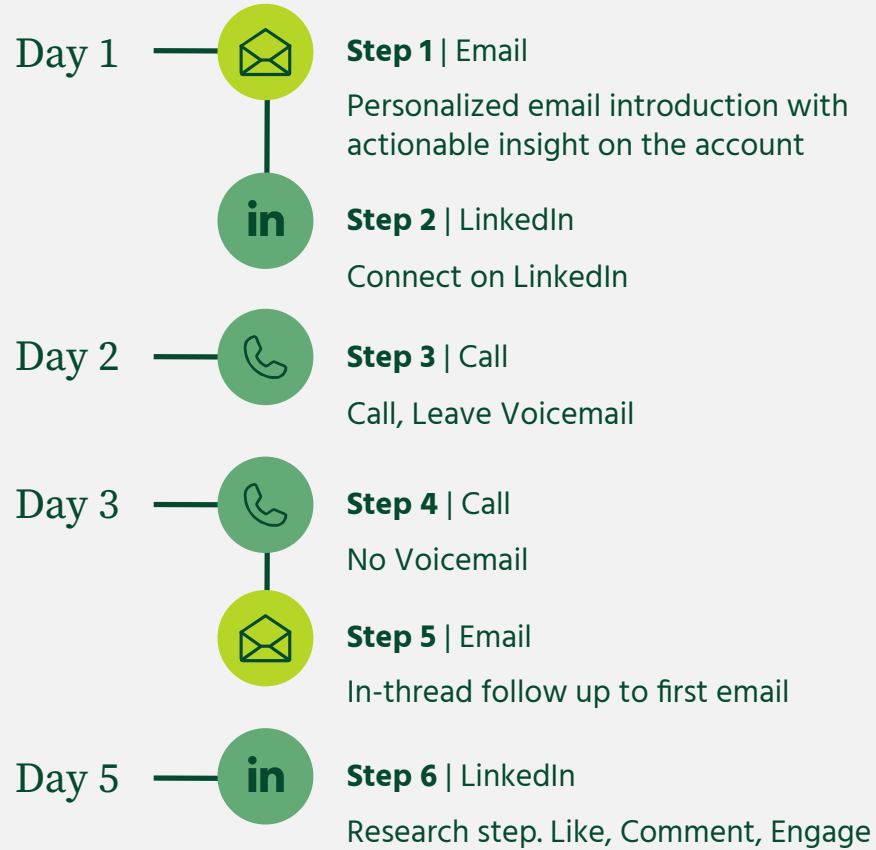 Day 1
Step 1 | Email
Personalized email introduction with
actionable insight on the account
in
Step 2 | LinkedIn
Connect on LinkedIn
Day 2
Step 3 | Call
Call, Leave Voicemail
Day 3
Step 4 | Call
No Voicemail
Step 5 | Email
In-thread follow up to first email
Day 5
in
Step 6 | LinkedIn
Research step. Like, Comment, Engage